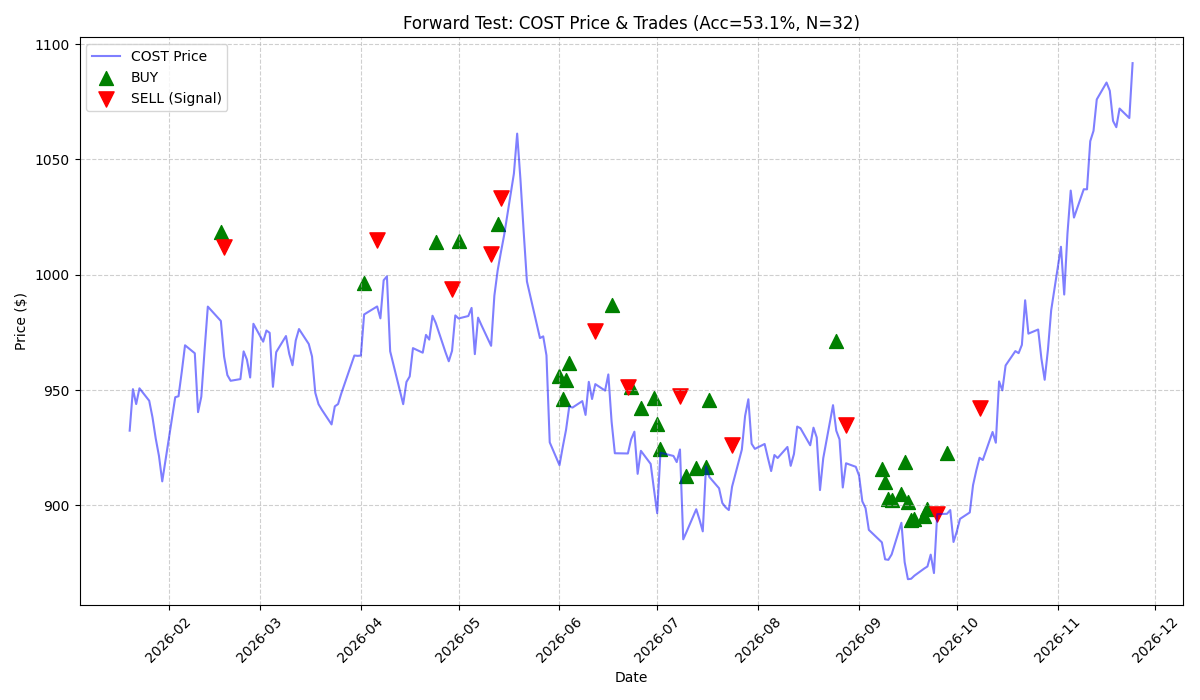 Forward Test: COST Price & Trades (Acc=53.1%, N=32)
COST Price
BUY
SELL (Signal)
Price ($)
1100
1050
1000
950
900
2026-02
2026-03
2026-04
2026-05
2026-06
2026-07
2026-08
2026-09
2026-10
2026-11
2026-12
Date